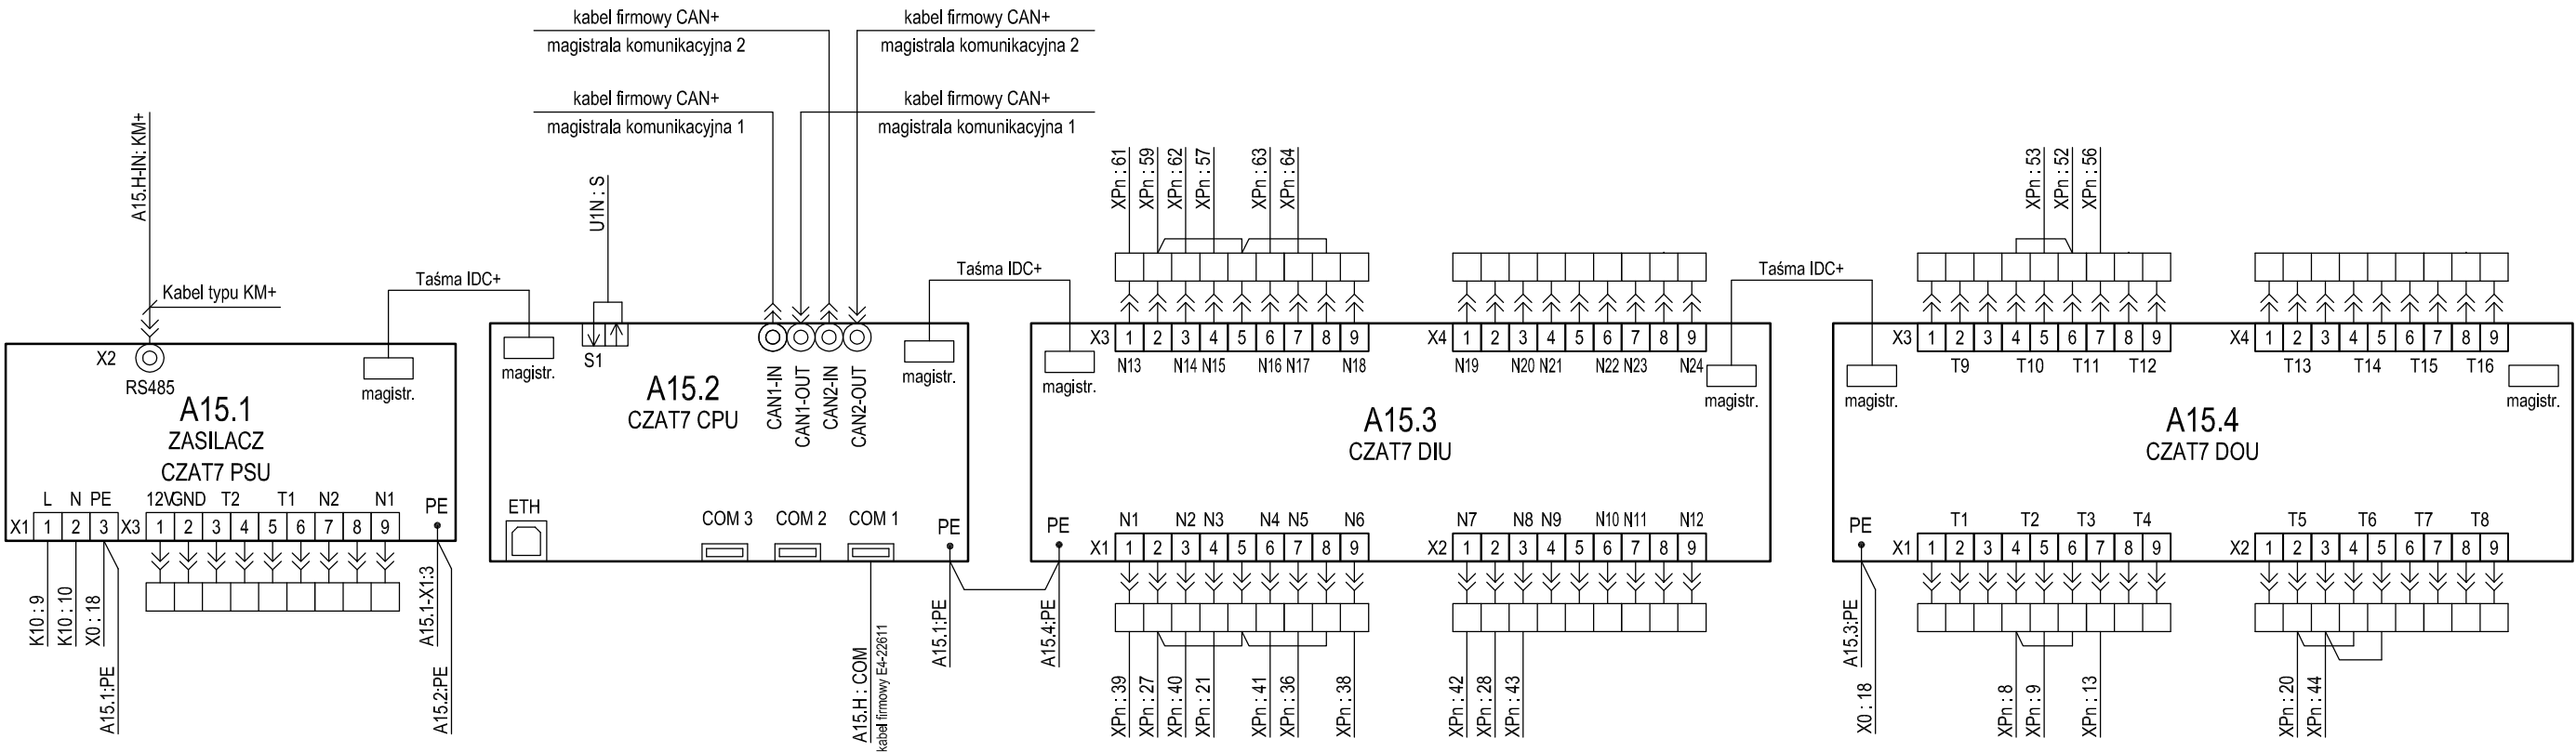 kabel firmowy CAN+
magistrala komunikacyjna 2
kabel firmowy CAN+
magistrala komunikacyjna 2
kabel firmowy CAN+
magistrala komunikacyjna 1
kabel firmowy CAN+
magistrala komunikacyjna 1
A15.H-IN: KM+
Kabel typu KM+
Taśma IDC+
U1N : S
Taśma IDC+
Taśma IDC+
XPn : 61
XPn : 59
XPn : 62
XPn : 57
XPn : 63
XPn : 64
XPn : 53
XPn : 52
XPn : 56
X2
RS485
magistr.
A15.1
ZASILACZ
CZAT7 PSU
L N PE 12V GND T2 T1 N2 N1 PE
X1 1 2 3 X3 1 2 3 4 5 6 7 8 9
K10 : 9
K10 : 10
X0 : 18
A15.1:PE
A15.1-X1:3
A15.2:PE
magistr.
S1
CAN1-IN
CAN1-OUT
CAN2-IN
CAN2-OUT
magistr.
A15.2
CZAT7 CPU
ETH
COM 3 COM 2 COM 1
PE
A15.H : COM
kabel firmowy E4-22611
A15.1:PE
A15.4:PE
X3 1 2 3 4 5 6 7 8 9
N13 N14 N15 N16 N17 N18
X4 1 2 3 4 5 6 7 8 9
N19 N20 N21 N22 N23 N24
magistr.
magistr.
A15.3
CZAT7 DIU
PE
N1 N2 N3 N4 N5 N6
X1 1 2 3 4 5 6 7 8 9
N7 N8 N9 N10 N11 N12
X2 1 2 3 4 5 6 7 8 9
XPn : 39
XPn : 27
XPn : 40
XPn : 21
XPn : 41
XPn : 36
XPn : 38
XPn : 42
XPn : 28
XPn : 43
X3 1 2 3 4 5 6 7 8 9
T9 T10 T11 T12
X4 1 2 3 4 5 6 7 8 9
T13 T14 T15 T16
magistr.
magistr.
A15.4
CZAT7 DOU
PE
T1 T2 T3 T4
X1 1 2 3 4 5 6 7 8 9
T5 T6 T7 T8
X2 1 2 3 4 5 6 7 8 9
A15.3:PE
X0 : 18
XPn : 8
XPn : 9
XPn : 13
XPn : 20
XPn : 44